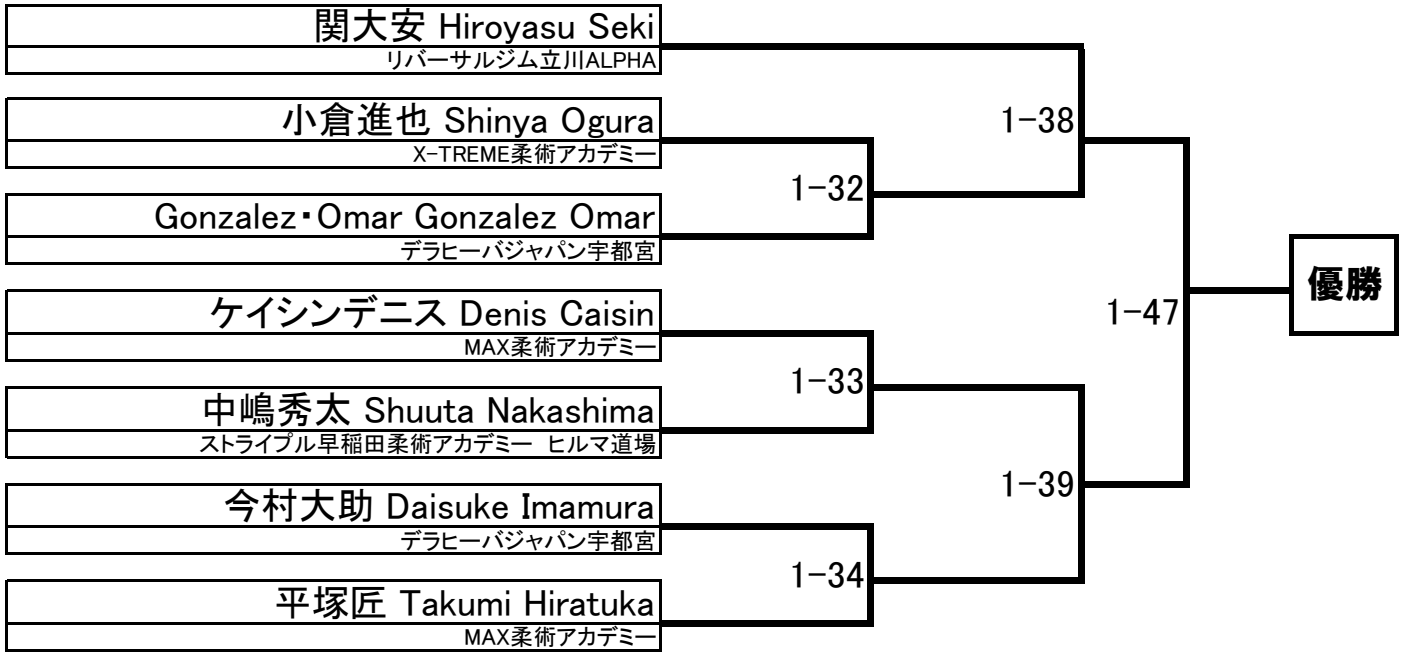 関大安 Hiroyasu Seki
リバーサルジム立川ALPHA
小倉進也 Shinya Ogura
X-TREME柔術アカデミー
Gonzalez・Omar Gonzalez Omar
デラヒーバジャパン宇都宮
ケイシンデニス Denis Caisin
MAX柔術アカデミー
中嶋秀太 Shuuta Nakashima
ストライプル早稲田柔術アカデミー ヒルマ道場
今村大助 Daisuke Imamura
デラヒーバジャパン宇都宮
平塚匠 Takumi Hiratuka
MAX柔術アカデミー
1-32
1-33
1-34
1-38
1-39
1-47
優勝